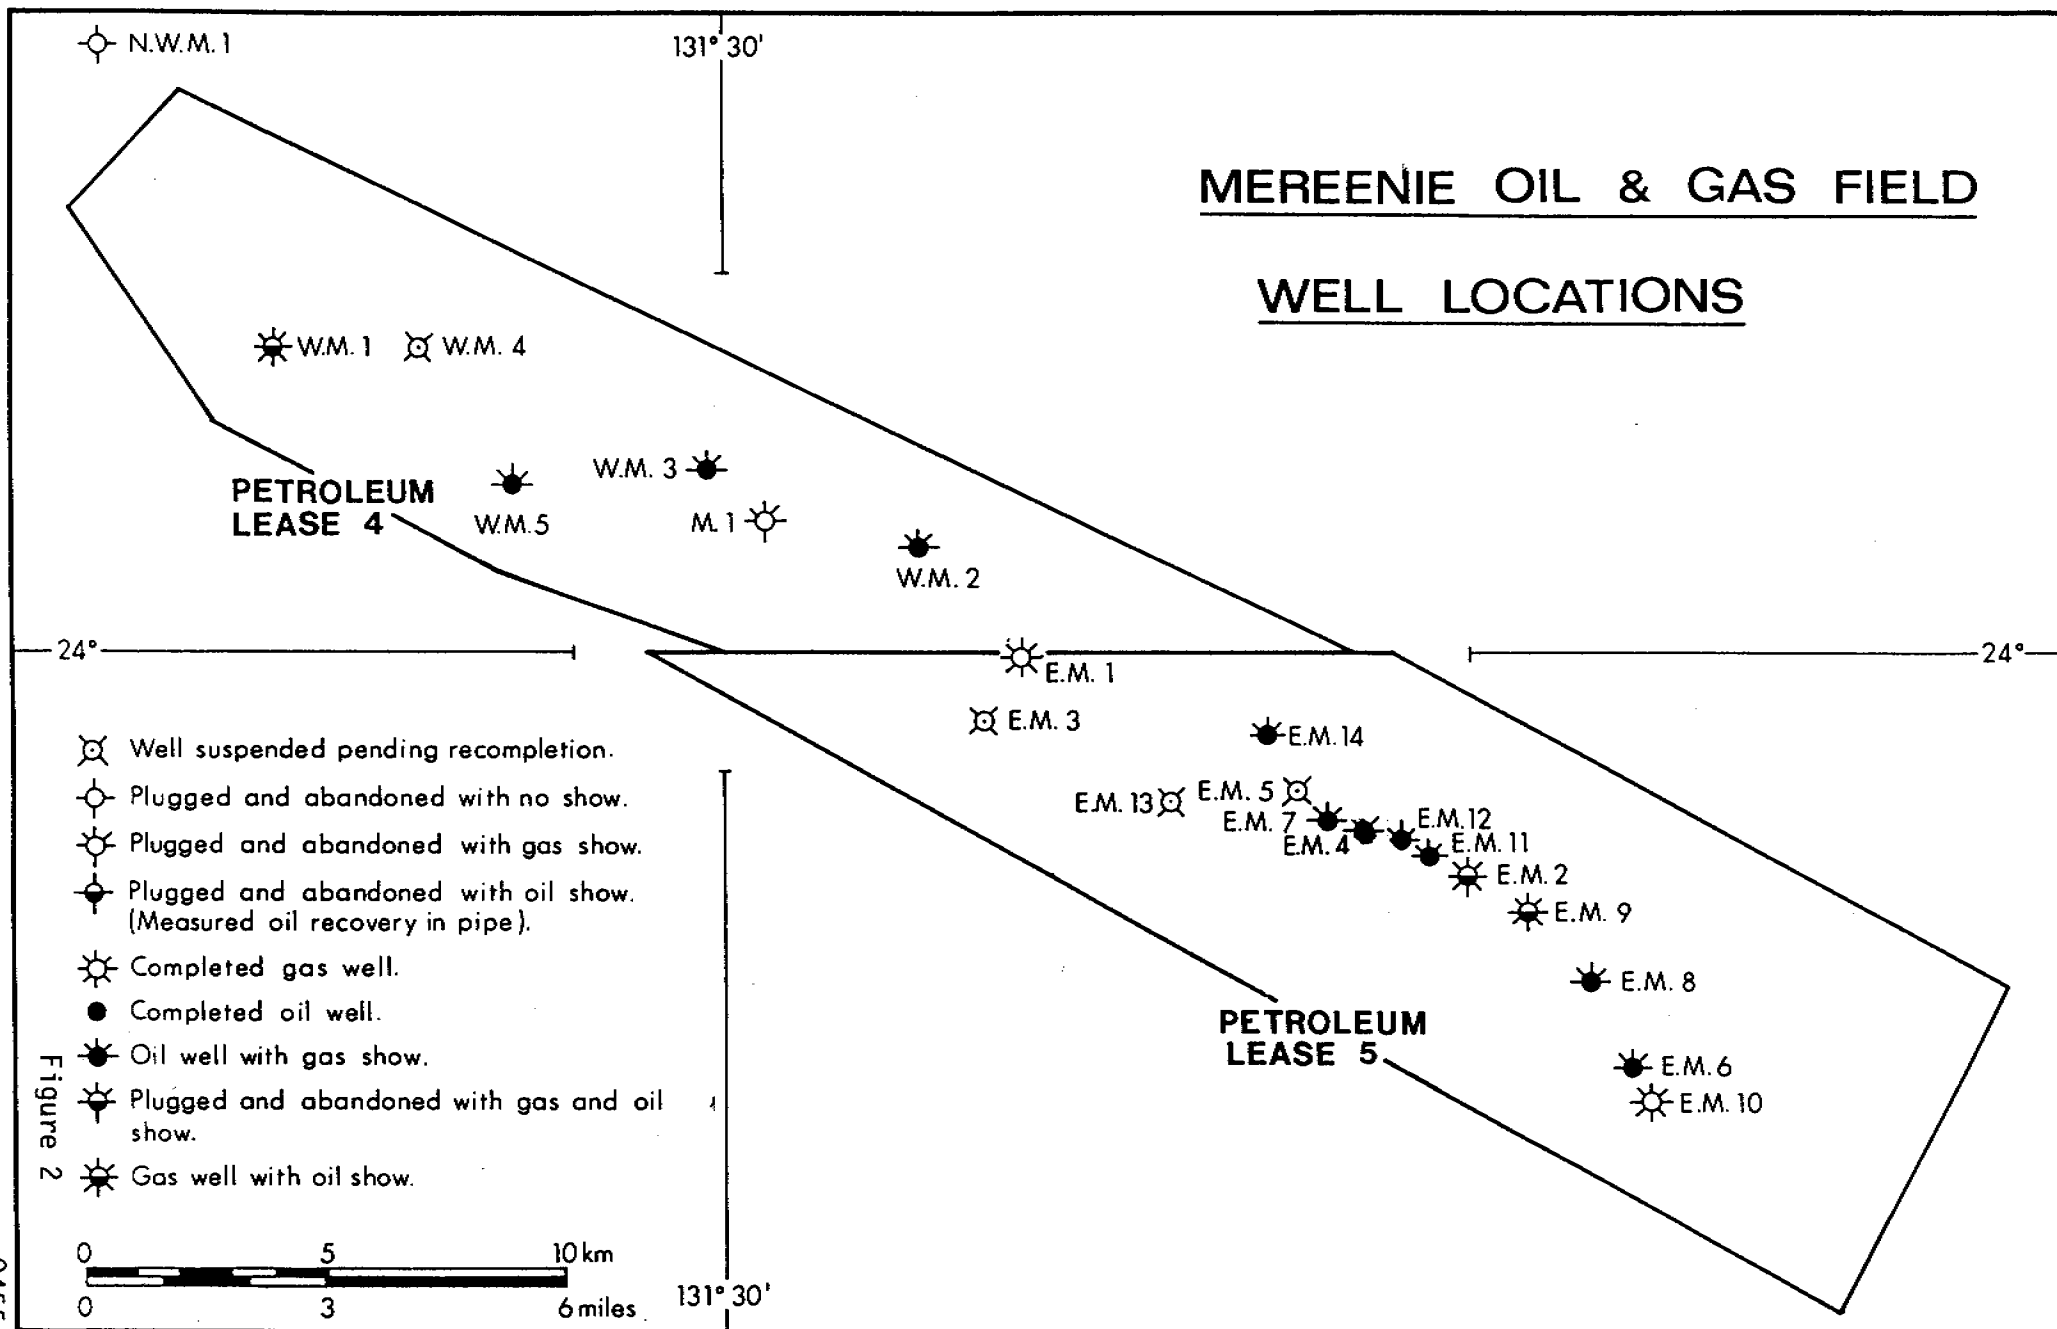 N.W.M. 1
131° 30'
MEREENIE OIL & GAS FIELD
WELL LOCATIONS
W.M. 1
W.M. 4
W.M. 3
PETROLEUM
LEASE 4
W.M. 5
M. 1
W.M. 2
24°
24°
E.M. 1
E.M. 3
E.M. 14
E.M. 13
E.M. 5
E.M. 7
E.M. 4
E.M. 12
E.M. 11
E.M. 2
E.M. 9
E.M. 8
PETROLEUM
LEASE 5
E.M. 6
E.M. 10
Well suspended pending recompletion.
Plugged and abandoned with no show.
Plugged and abandoned with gas show.
Plugged and abandoned with oil show.
(Measured oil recovery in pipe).
Completed gas well.
Completed oil well.
Oil well with gas show.
Plugged and abandoned with gas and oil
show.
Gas well with oil show.
Figure 2
0 5 10 km
0 3 6 miles
131° 30'